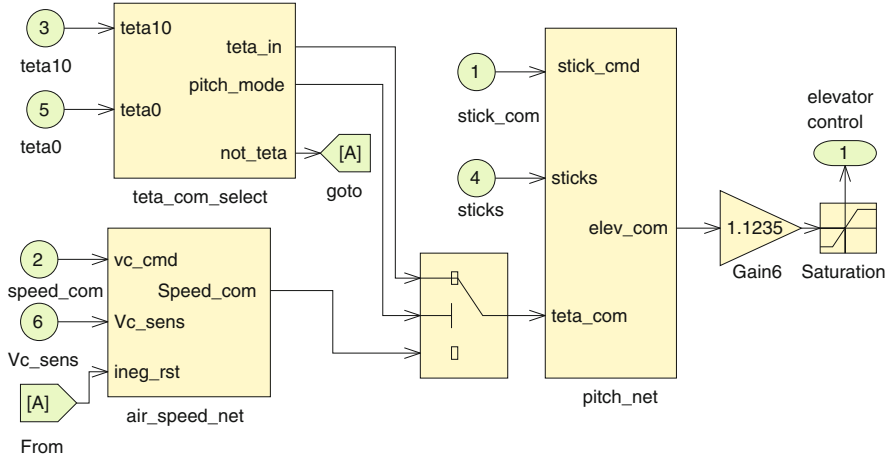 3
teta10
teta10
5
teta0
teta0
teta_in
pitch_mode
not_teta
teta_com_select
[A]
goto
2
speed_com
vc_cmd
6
Vc_sens
Vc_sens
[A]
From
ineg_rst
Speed_com
air_speed_net
1
stick_com
stick_cmd
4
sticks
sticks
elev_com
teta_com
pitch_net
1.1235
Gain6
Saturation
elevator
control
1